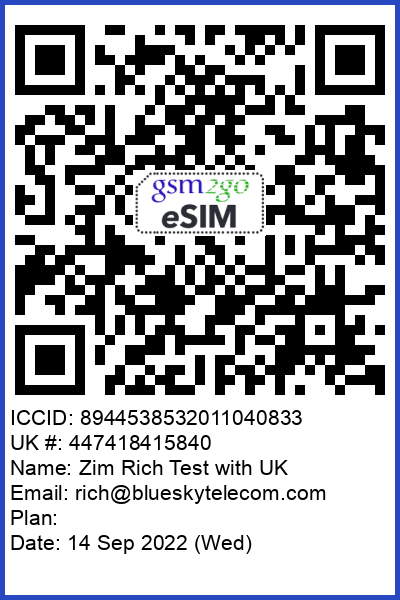 gsm2go
eSIM
ICCID: 8944538532011040833
UK #: 447418415840
Name: Zim Rich Test with UK
Email: rich@blueskytelecom.com
Plan:
Date: 14 Sep 2022 (Wed)